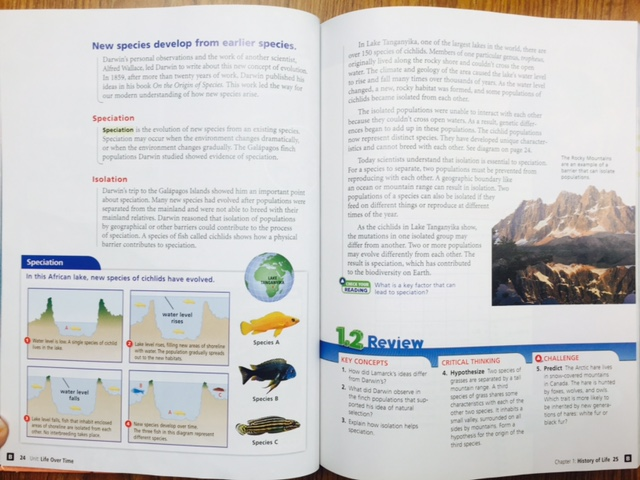 New species develop from earlier species.
Darwin's personal observations and the work of another scientist,
Alfred Wallace, led Darwin to write about this new concept of evolution.
In 1859, after more than twenty years of work, Darwin published his
ideas in his book On the Origin of Species. This work led the way for
our modern understanding of how new species arise.
Speciation
Speciation is the evolution of new species from an existing species.
Speciation may occur when the environment changes dramatically,
or when the environment changes gradually. The Galápagos finch
populations Darwin studied showed evidence of speciation.
Isolation
Darwin's trip to the Galápagos Islands showed him an important point
about speciation. Many new species had evolved after populations were
separated from the mainland and were not able to breed with their
mainland relatives. Darwin reasoned that isolation of populations
by geographical or other barriers could contribute to the process
of speciation. A species of fish called cichlids shows how a physical
barrier contributes to speciation.
Speciation
In this African lake, new species of cichlids have evolved.
LAKE
TANGANYIKA
A
1 Water level is low. A single species of cichlid
lives in the lake.
water level
rises
2 Lake level rises, filling new areas of shoreline
with water. The population gradually spreads
out to the new habitats.
water level
falls
3 Lake level falls, fish that inhabit enclosed
areas of shoreline are isolated from each
other. No interbreeding takes place.
B
A
C
4 New species develop over time.
The three fish in this diagram represent
different species.
Species A
Species B
Species C
B 24 Unit: Life Over Time
In Lake Tanganyika, one of the largest lakes in the world, there are
over 150 species of cichlids. Members of one particular genus, tropheus,
originally lived along the rocky shore and couldn't cross the open
water. The climate and geology of the area caused the lake's water level
to rise and fall many times over thousands of years. As the water level
changed, a new, rocky habitat was formed, and some populations of
cichlids became isolated from each other.
The isolated populations were unable to interact with each other
because they couldn't cross open waters. As a result, genetic differ-
ences began to add up in these populations. The cichlid populations
now represent distinct species. They have developed unique character-
istics and cannot breed with each other. See diagram on page 24.
Today scientists understand that isolation is essential to speciation.
For a species to separate, two populations must be prevented from
reproducing with each other. A geographic boundary like
an ocean or mountain range can result in isolation. Two
populations of a species can also be isolated if they
feed on different things or reproduce at different
times of the year.
The Rocky Mountains
are an example of a
barrier that can isolate
populations.
As the cichlids in Lake Tanganyika show,
the mutations in one isolated group may
differ from another. Two or more populations
may evolve differently from each other. The
result is speciation, which has contributed
to the biodiversity on Earth.
CHECK YOUR
READING
What is a key factor that can
lead to speciation?
1.2 Review
KEY CONCEPTS
1. How did Lamarck's ideas differ
from Darwin's?
2. What did Darwin observe in
the finch populations that sup-
ported his idea of natural
selection?
3. Explain how isolation helps
speciation.
CRITICAL THINKING
4. Hypothesize Two species of
grasses are separated by a tall
mountain range. A third
species of grass shares some
characteristics with each of the
other two species. It inhabits a
small valley, surrounded on all
sides by mountains. Form a
hypothesis for the origin of the
third species.
CHALLENGE
5. Predict The Arctic hare lives
in snow-covered mountains
in Canada. The hare is hunted
by foxes, wolves, and owls.
Which trait is more likely to
be inherited by new genera-
tions of hares: white fur or
black fur?
Chapter 1: History of Life 25 B